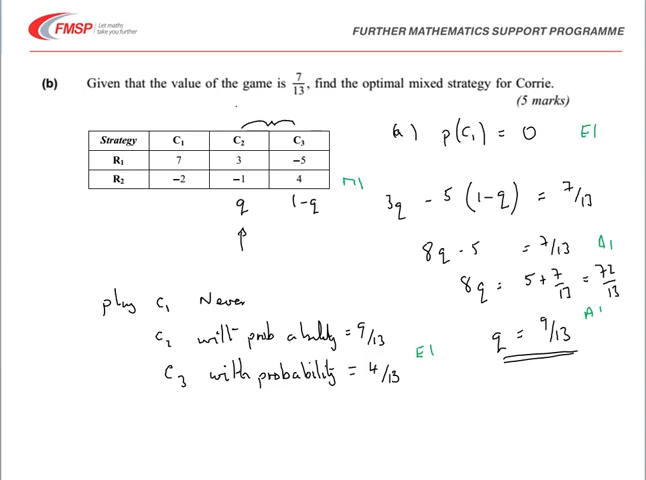 FMSP
Let maths
take you further
FURTHER MATHEMATICS SUPPORT PROGRAMME
(b) Given that the value of the game is 7/13, find the optimal mixed strategy for Corrie.
(5 marks)
Strategy C₁ C₂ C₃
R₁ 7 3 −5
R₂ −2 −1 4
M1
q 1-q
(a) p(C₁) = 0 E1
3q - 5 (1-q) = 7/13
8q - 5 = 7/13 A1
8q = 5 + 7/13 = 72/13
q = 9/13 A1
play C₁ Never
C₂ with probability = 9/13
C₃ with probability = 4/13
E1